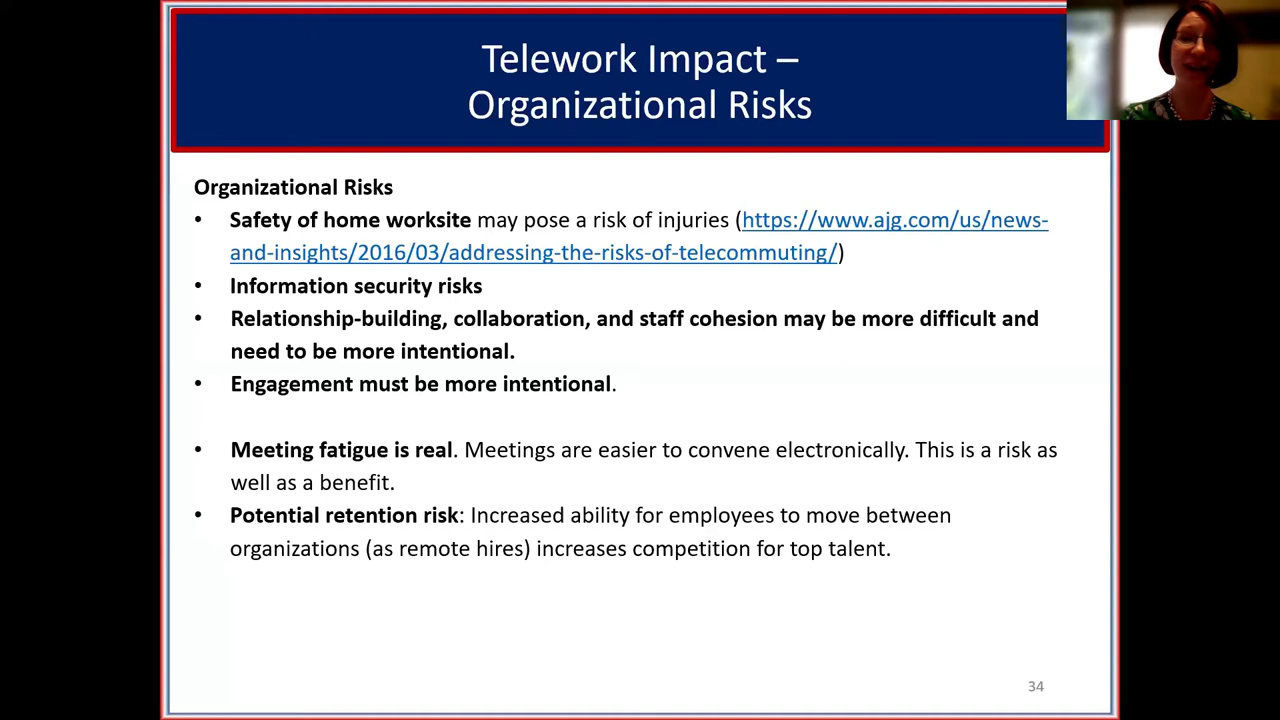 Telework Impact –
Organizational Risks
Organizational Risks
• Safety of home worksite may pose a risk of injuries (https://www.ajg.com/us/news-
and-insights/2016/03/addressing-the-risks-of-telecommuting/)
• Information security risks
• Relationship-building, collaboration, and staff cohesion may be more difficult and
need to be more intentional.
• Engagement must be more intentional.
• Meeting fatigue is real. Meetings are easier to convene electronically. This is a risk as
well as a benefit.
• Potential retention risk: Increased ability for employees to move between
organizations (as remote hires) increases competition for top talent.
34